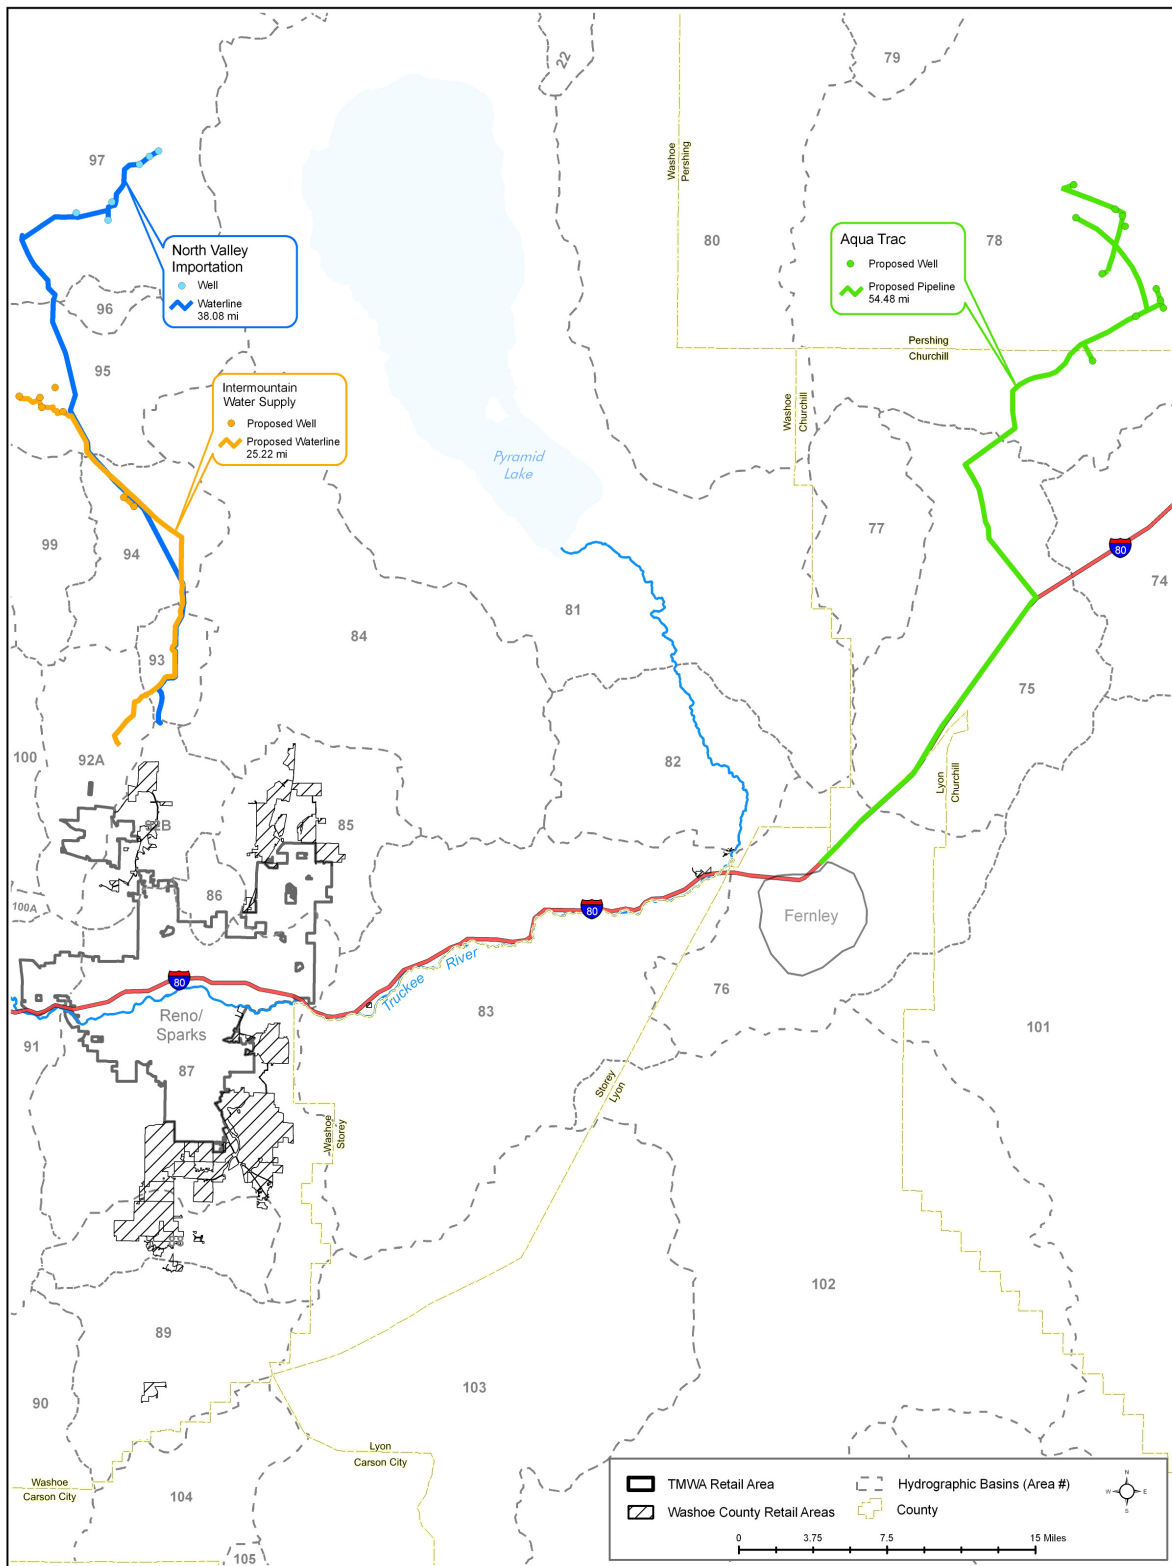 22
79
97
Washoe
Pershing
80
78
North Valley
Importation
Well
Waterline
38.08 mi
Aqua Trac
Proposed Well
Proposed Pipeline
54.48 mi
96
Pershing
Churchill
95
Intermountain
Water Supply
Proposed Well
Proposed Waterline
25.22 mi
Washoe
Churchill
Pyramid
Lake
99
94
77
80
74
81
84
93
75
100
92A
82
Lyon
Churchill
92B
85
86
100A
80
Fernley
80
Truckee River
76
Reno/
Sparks
83
101
91
87
Storey
Lyon
Washoe
Storey
88
102
89
90
103
Lyon
Carson City
Washoe
Carson City
104
105
TMWA Retail Area
Washoe County Retail Areas
Hydrographic Basins (Area #)
County
N
W
E
S
0
3.75
7.5
15 Miles